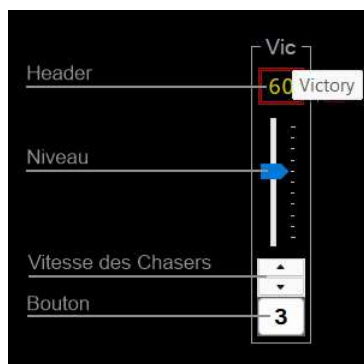 Vic
Header
60
Victory
Niveau
Vitesse des Chasers
Bouton
3